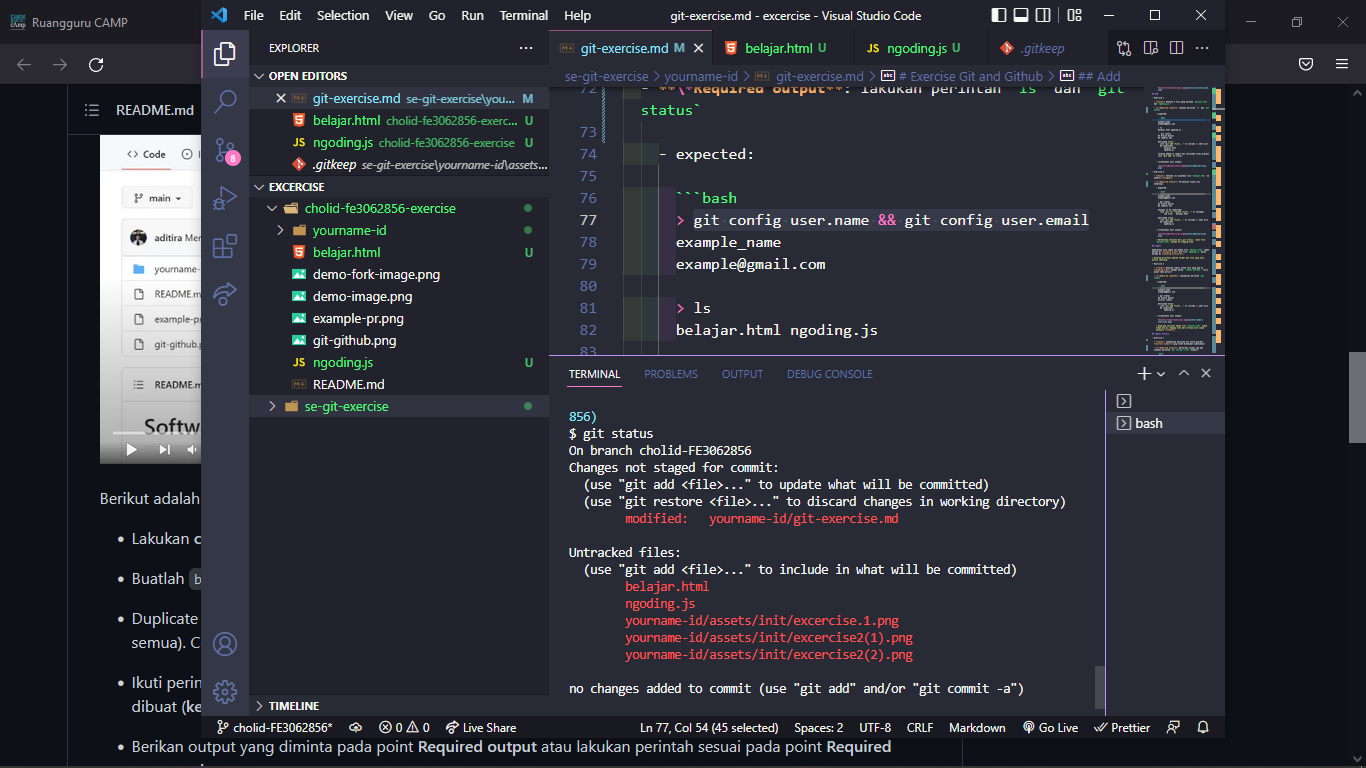 Ruangguru CAMP
File Edit Selection View Go Run Terminal Help
git-exercise.md - excercise - Visual Studio Code
EXPLORER
OPEN EDITORS
git-exercise.md se-git-exercise\you... M
belajar.html cholid-fe3062856-exerc... U
ngoding.js cholid-fe3062856-exercise U
.gitkeep se-git-exercise\yourname-id\assets...
EXCERCISE
cholid-fe3062856-exercise
yourname-id
belajar.html U
demo-fork-image.png
demo-image.png
example-pr.png
git-github.png
JS ngoding.js U
README.md
se-git-exercise
TIMELINE
8
git-exercise.md M
belajar.html U
JS ngoding.js U
.gitkeep
se-git-exercise > yourname-id > git-exercise.md > # Exercise Git and Github > ## Add
72 - **\*Required output**: lakukan perintah `ls` dan `git
status`
73
74 - expected:
75
76 ```bash
77 > git config user.name && git config user.email
78 example_name
79 example@gmail.com
80
81 > ls
82 belajar.html ngoding.js
83
TERMINAL PROBLEMS OUTPUT DEBUG CONSOLE
bash
856)
$ git status
On branch cholid-FE3062856
Changes not staged for commit:
(use "git add <file>..." to update what will be committed)
(use "git restore <file>..." to discard changes in working directory)
modified: yourname-id/git-exercise.md
Untracked files:
(use "git add <file>..." to include in what will be committed)
belajar.html
ngoding.js
yourname-id/assets/init/excercise.1.png
yourname-id/assets/init/excercise2(1).png
yourname-id/assets/init/excercise2(2).png
no changes added to commit (use "git add" and/or "git commit -a")
cholid-FE3062856* 0 0 Live Share Ln 77, Col 54 (45 selected) Spaces: 2 UTF-8 CRLF Markdown Go Live Prettier
README.md
Code
main
aditira Mer
yourname-
README.m
example-pr
git-github.p
README.m
Softw
Berikut adalah
Lakukan c
Buatlah b
Duplicate
semua). C
Ikuti perin
dibuat (ke
Berikan output yang diminta pada point Required output atau lakukan perintah sesuai pada point Required